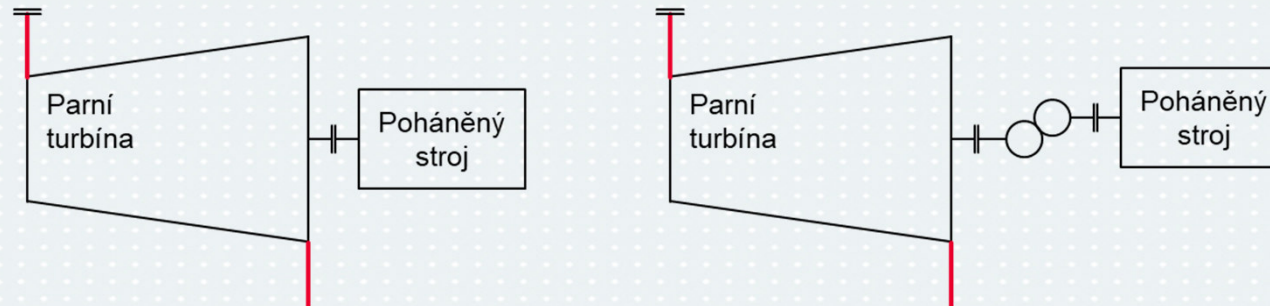 Parní
turbína
Poháněný
stroj
Parní
turbína
Poháněný
stroj